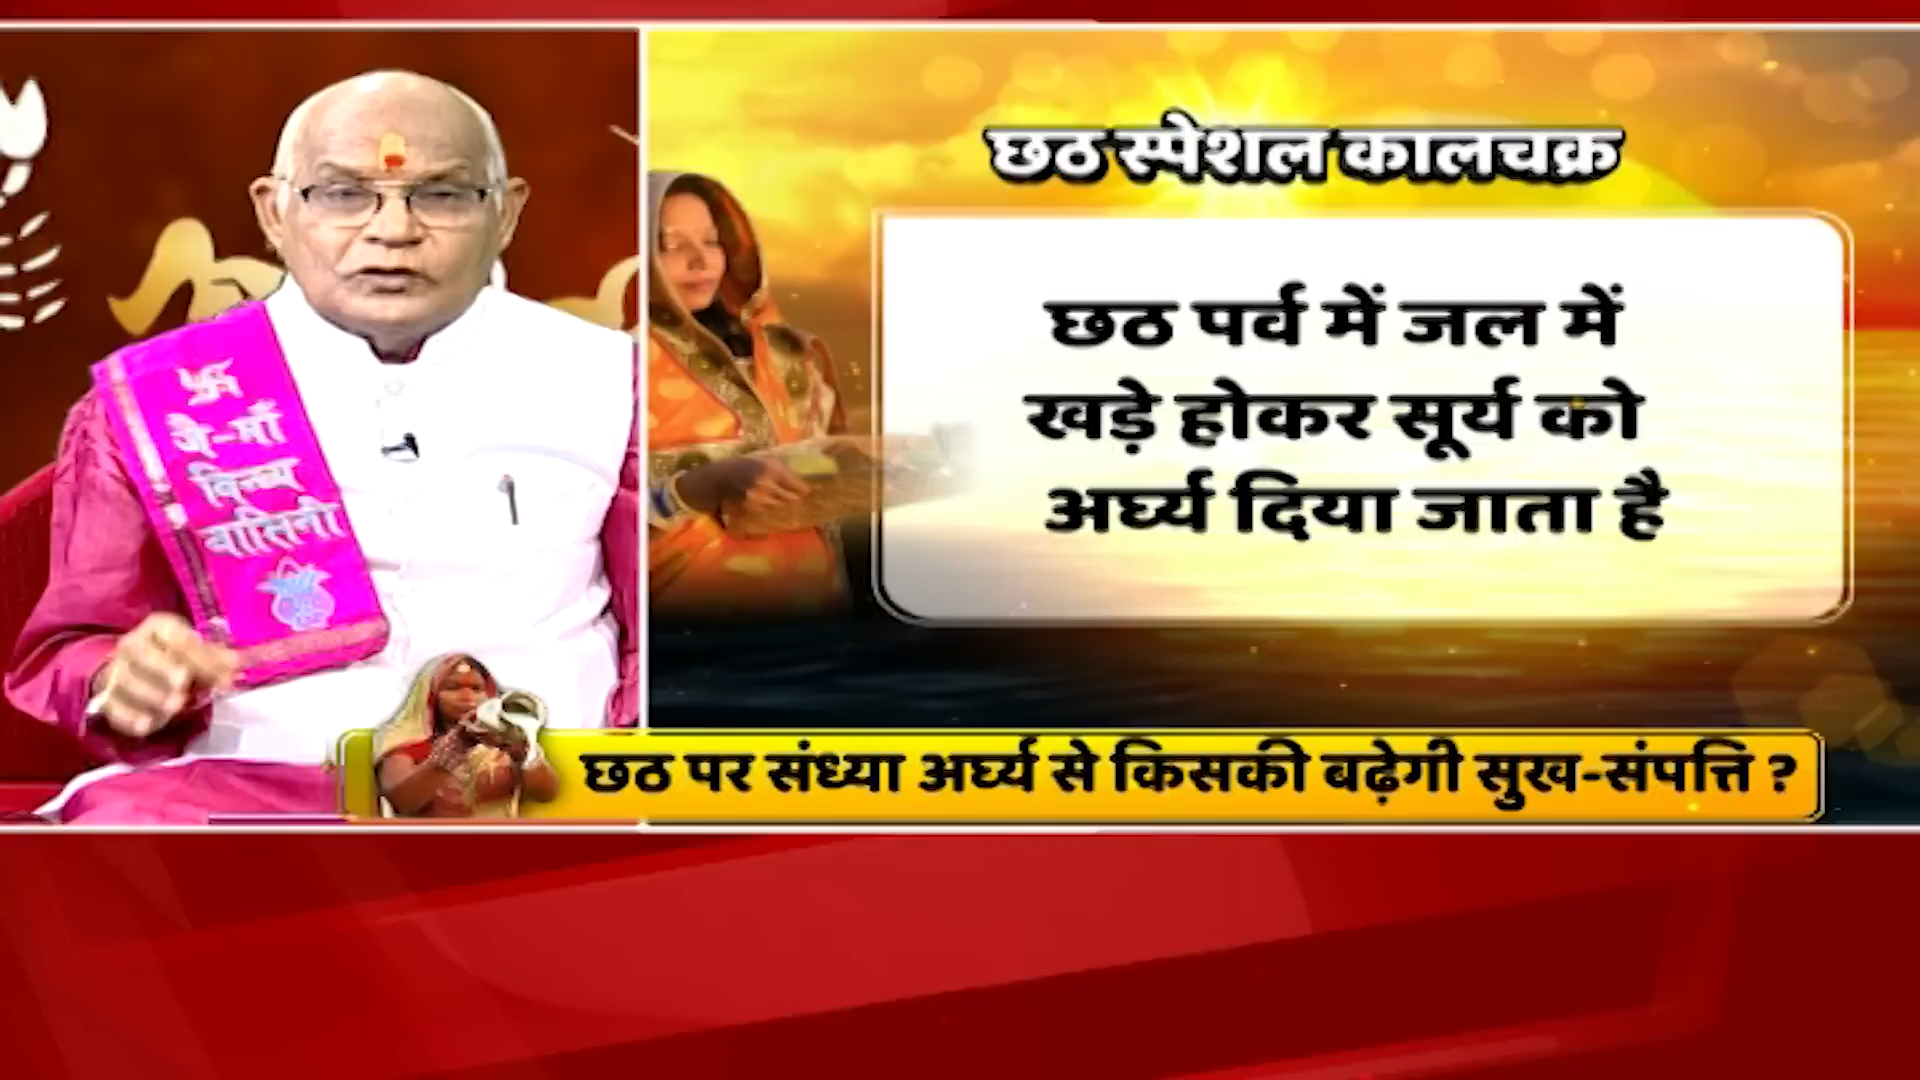 छठ स्पेशल कालचक्र
छठ पर्व में जल में
खड़े होकर सूर्य को
अर्घ्य दिया जाता है
जै-माँ
विन्ध्य
वासिनी
छठ पर संध्या अर्घ्य से किसकी बढ़ेगी सुख-संपत्ति ?